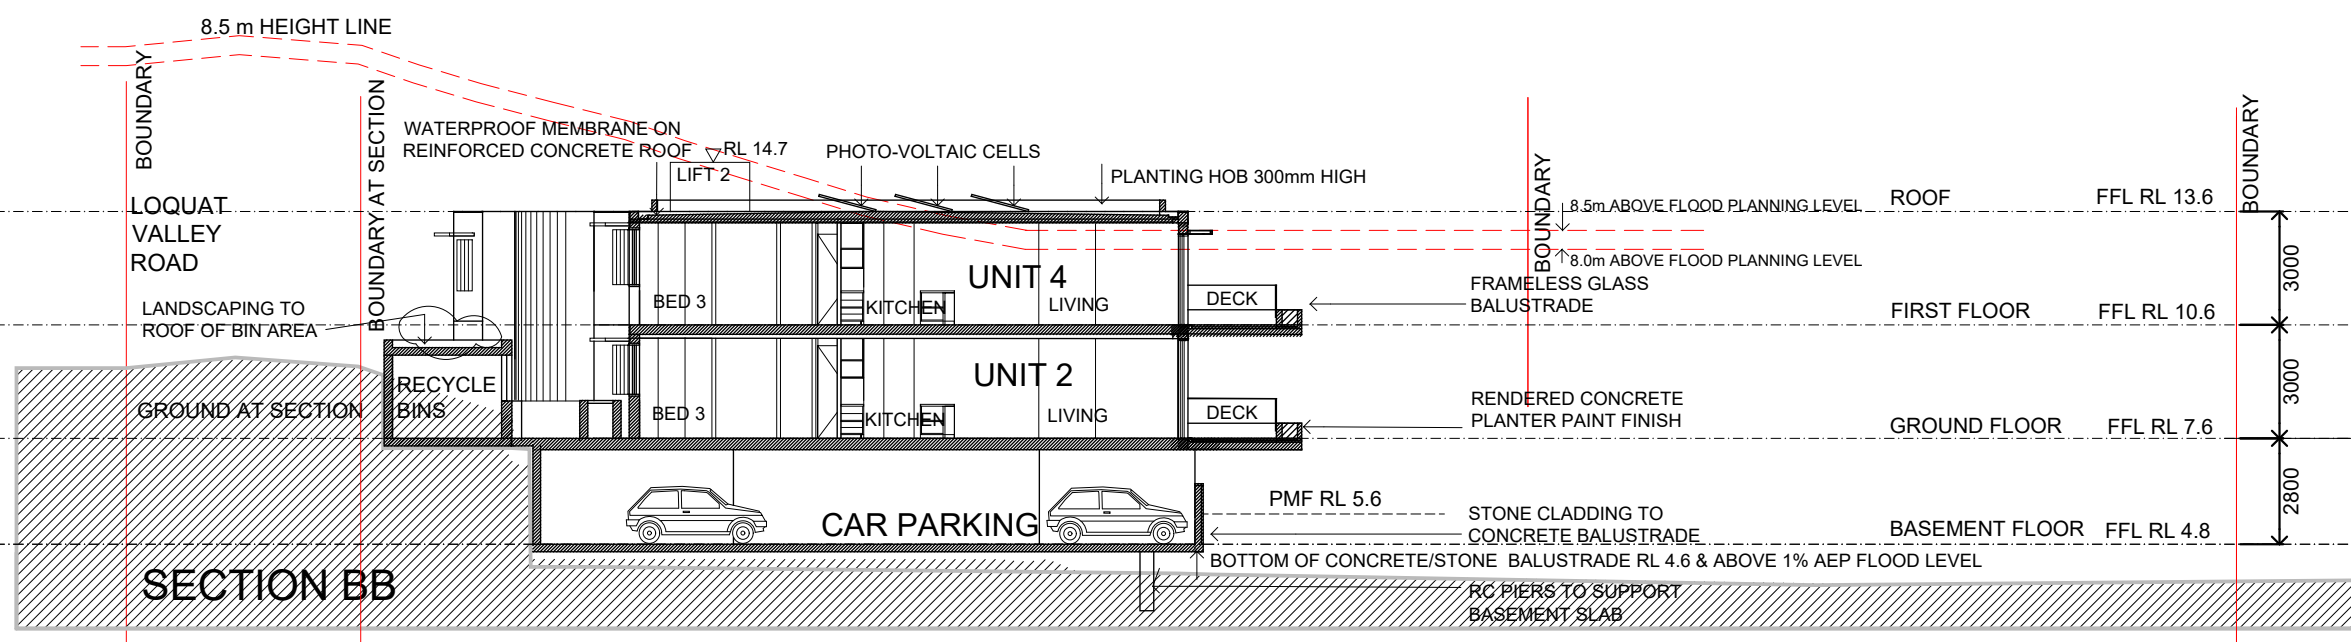 8.5 m HEIGHT LINE
BOUNDARY
BOUNDARY AT SECTION
WATERPROOF MEMBRANE ON
REINFORCED CONCRETE ROOF
RL 14.7
LIFT 2
PHOTO-VOLTAIC CELLS
PLANTING HOB 300mm HIGH
BOUNDARY
BOUNDARY
LOQUAT
VALLEY
ROAD
8.5m ABOVE FLOOD PLANNING LEVEL
ROOF
FFL RL 13.6
8.0m ABOVE FLOOD PLANNING LEVEL
3000
LANDSCAPING TO
ROOF OF BIN AREA
BED 3
KITCHEN
UNIT 4
LIVING
DECK
FRAMELESS GLASS
BALUSTRADE
FIRST FLOOR
FFL RL 10.6
3000
RECYCLE
BINS
GROUND AT SECTION
BED 3
KITCHEN
UNIT 2
LIVING
DECK
RENDERED CONCRETE
PLANTER PAINT FINISH
GROUND FLOOR
FFL RL 7.6
2800
CAR PARKING
PMF RL 5.6
STONE CLADDING TO
CONCRETE BALUSTRADE
BASEMENT FLOOR
FFL RL 4.8
BOTTOM OF CONCRETE/STONE BALUSTRADE RL 4.6 & ABOVE 1% AEP FLOOD LEVEL
RC PIERS TO SUPPORT
BASEMENT SLAB
SECTION BB